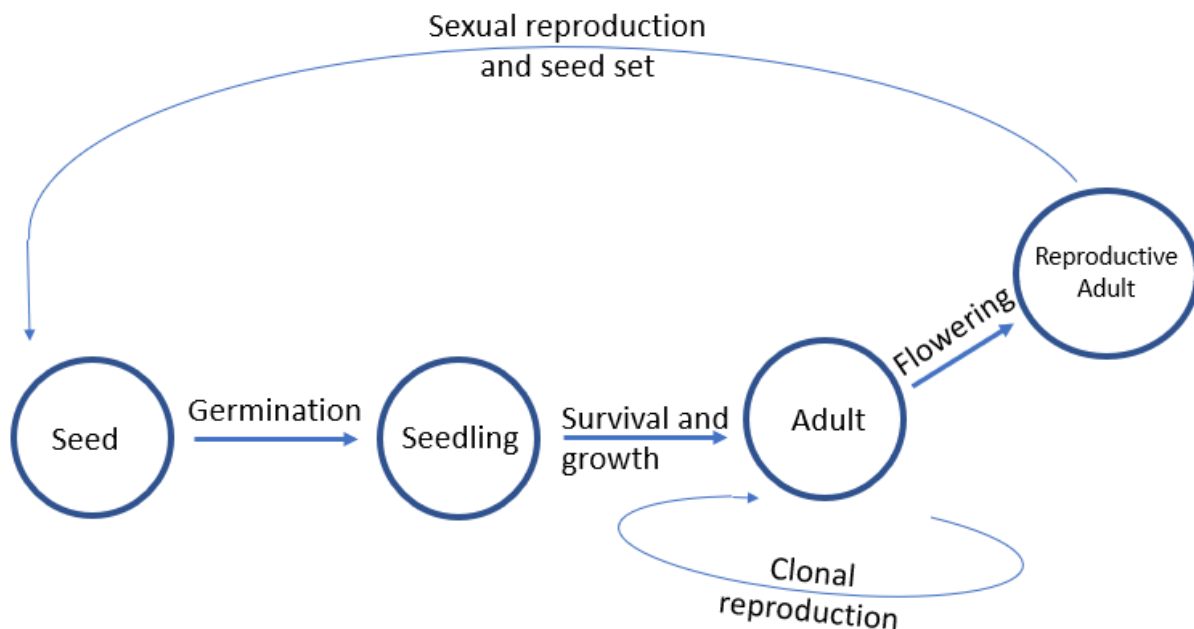 Sexual reproduction
and seed set
Reproductive
Adult
Flowering
Seed
Germination
Seedling
Survival and
growth
Adult
Clonal
reproduction